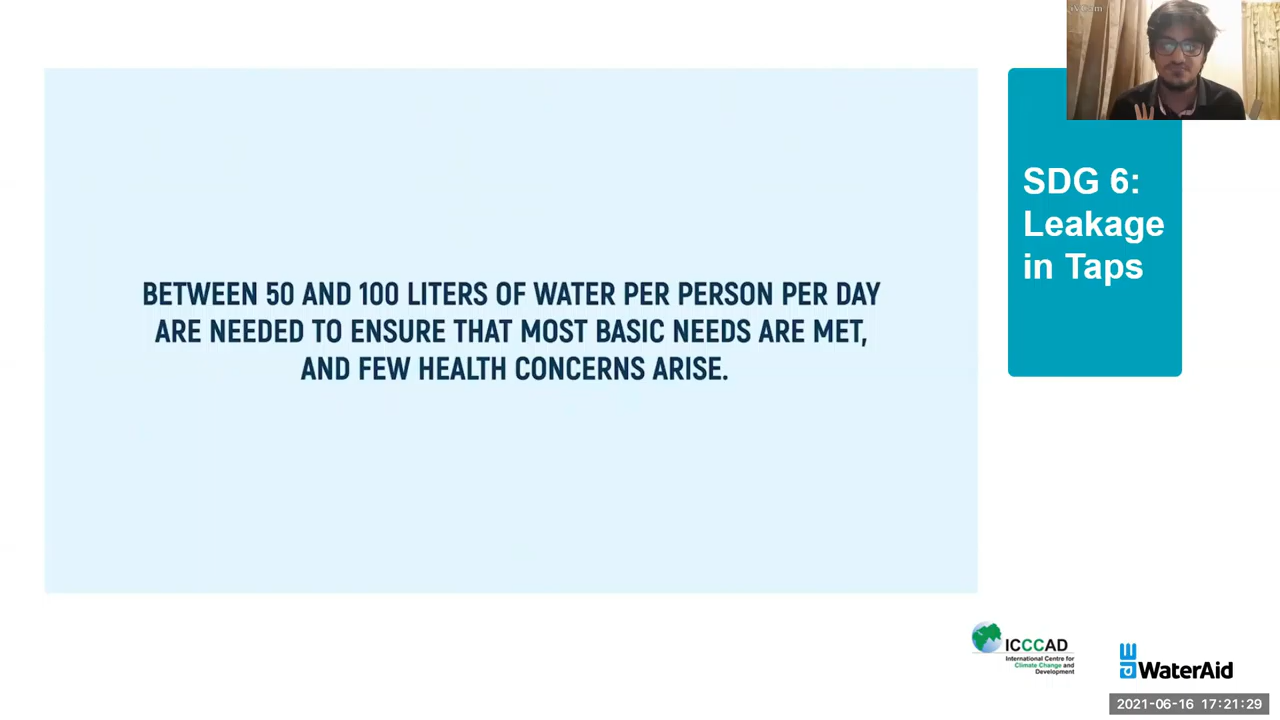 iVCam
SDG 6:
Leakage
in Taps
BETWEEN 50 AND 100 LITERS OF WATER PER PERSON PER DAY
ARE NEEDED TO ENSURE THAT MOST BASIC NEEDS ARE MET,
AND FEW HEALTH CONCERNS ARISE.
ICCCAD
International Centre for
Climate Change and
Development
WaterAid
2021-06-16 17:21:29